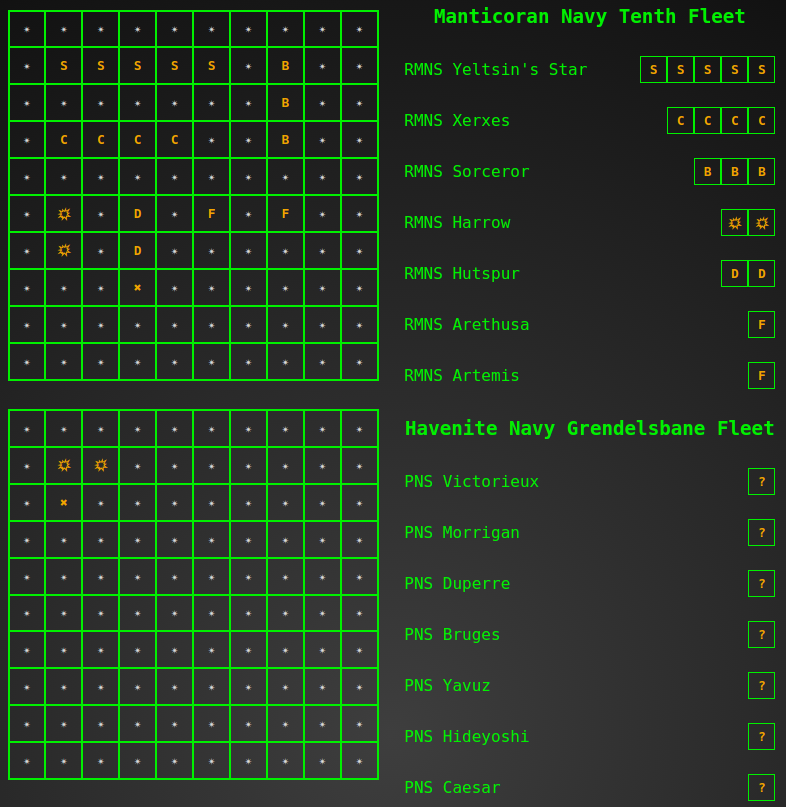 Manticoran Navy Tenth Fleet
S S S S S B
RMNS Yeltsin's Star S S S S S
B
RMNS Xerxes C C C C
C C C C B
RMNS Sorceror B B B
D F F
RMNS Harrow
D
RMNS Hutspur D D
RMNS Arethusa F
RMNS Artemis F
Havenite Navy Grendelsbane Fleet
PNS Victorieux ?
PNS Morrigan ?
PNS Duperre ?
PNS Bruges ?
PNS Yavuz ?
PNS Hideyoshi ?
PNS Caesar ?